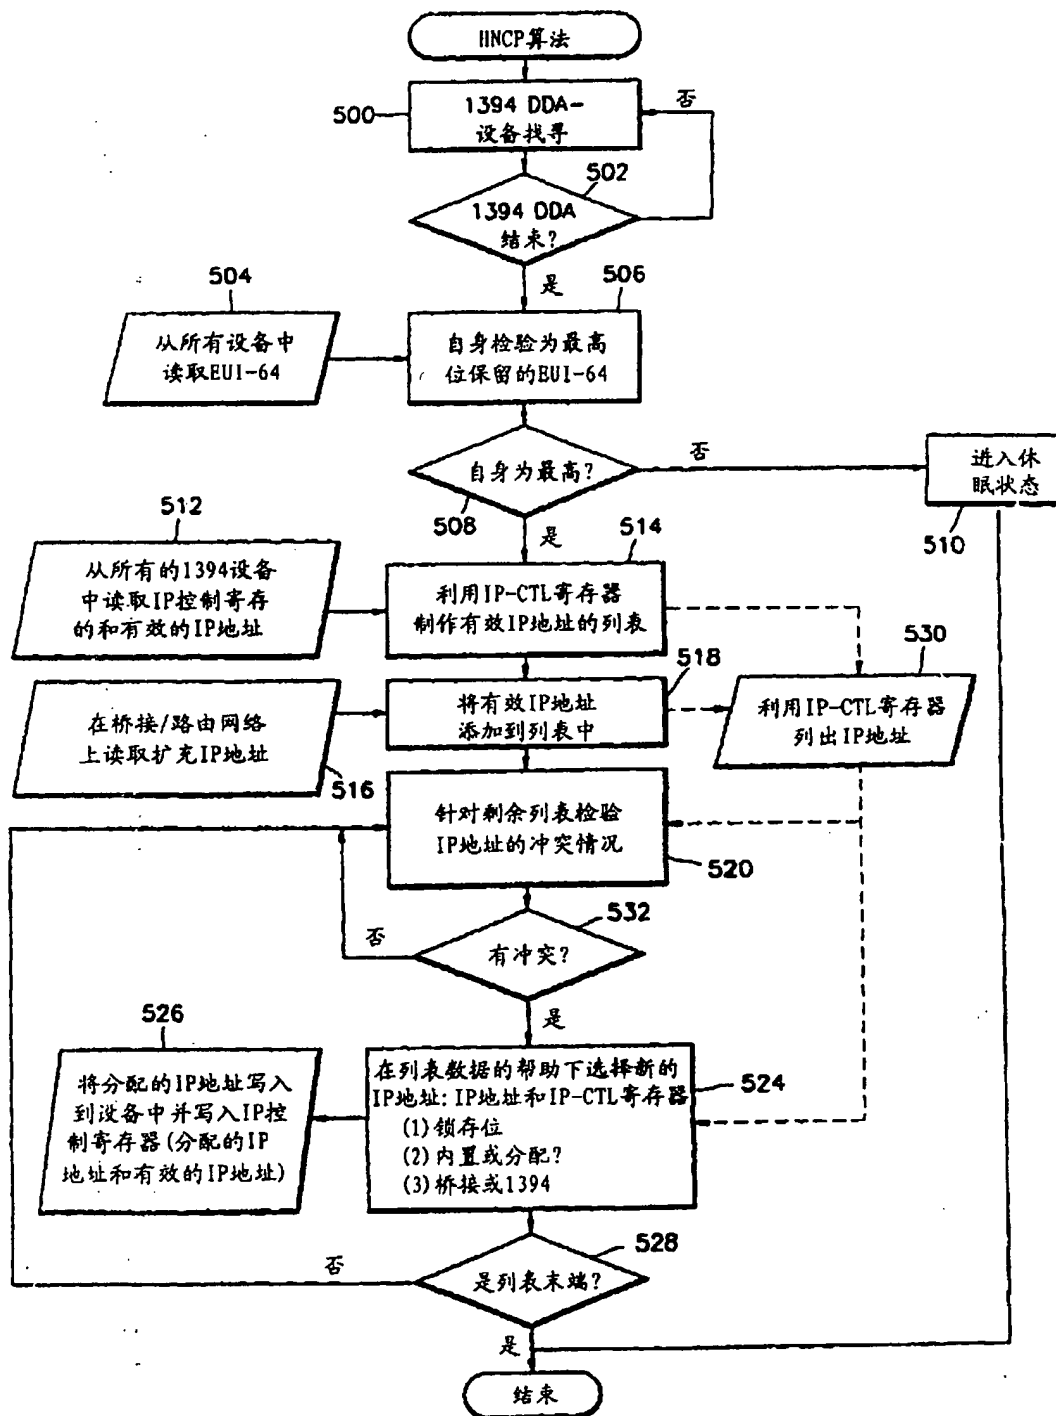 HNCP算法
500
1394 DDA-
设备找寻
否
502
1394 DDA
结束?
是
504
从所有设备中
读取EUI-64
506
自身检验为最高
位保留的EUI-64
自身为最高?
508
否
进入休
眠状态
510
是
512
从所有的1394设备
中读取IP控制寄存
的和有效的IP地址
514
利用IP-CTL寄存器
制作有效IP地址的列表
在桥接/路由网络
上读取扩充IP地址
516
将有效IP地址
添加到列表中
518
530
利用IP-CTL寄存器
列出IP地址
针对剩余列表检验
IP地址的冲突情况
520
532
有冲突?
否
是
526
将分配的IP地址写入
到设备中并写入IP控
制寄存器(分配的IP
地址和有效的IP地址)
在列表数据的帮助下选择新的
IP地址:IP地址和IP-CTL寄存器
(1)锁存位
(2)内置或分配?
(3)桥接或1394
524
528
是列表末端?
否
是
结束